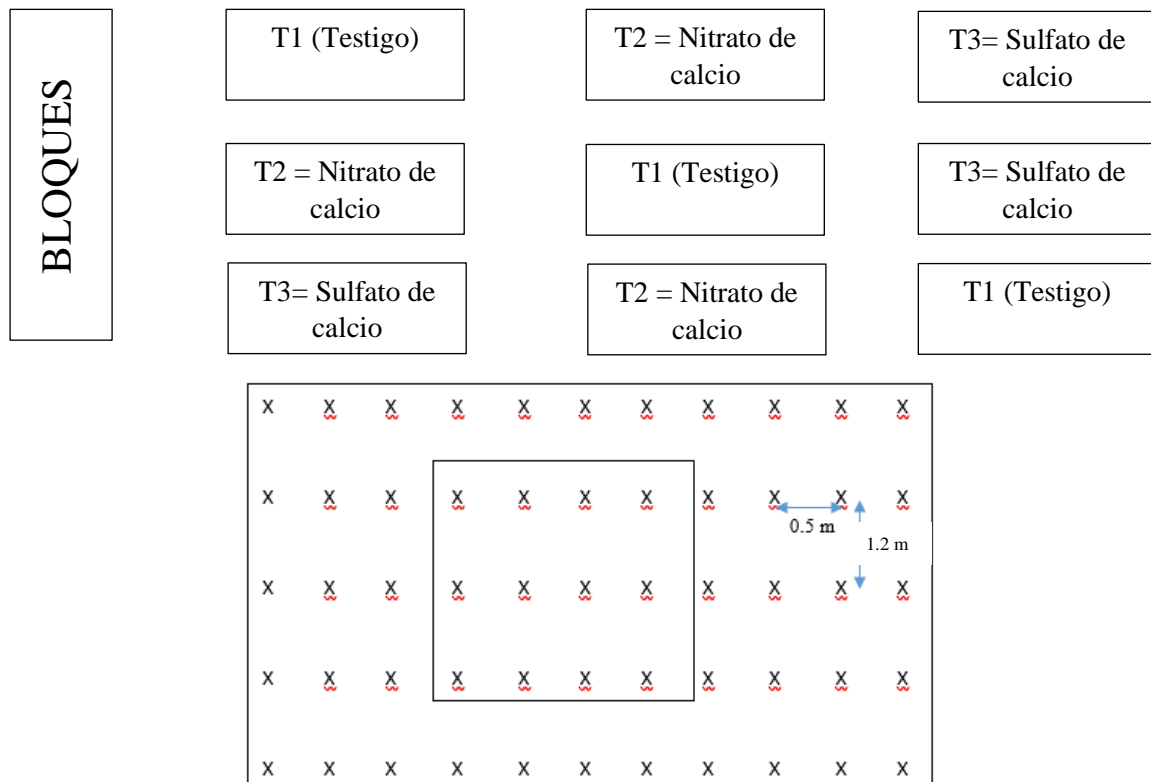 BLOQUES
T1 (Testigo)
T2 = Nitrato de
calcio
T3= Sulfato de
calcio
T2 = Nitrato de
calcio
T1 (Testigo)
T3= Sulfato de
calcio
T3= Sulfato de
calcio
T2 = Nitrato de
calcio
T1 (Testigo)
X X X X X X X X X X X
X X X X X X X X X X X
0.5 m
1.2 m
X X X X X X X X X X X
X X X X X X X X X X X
X X X X X X X X X X X